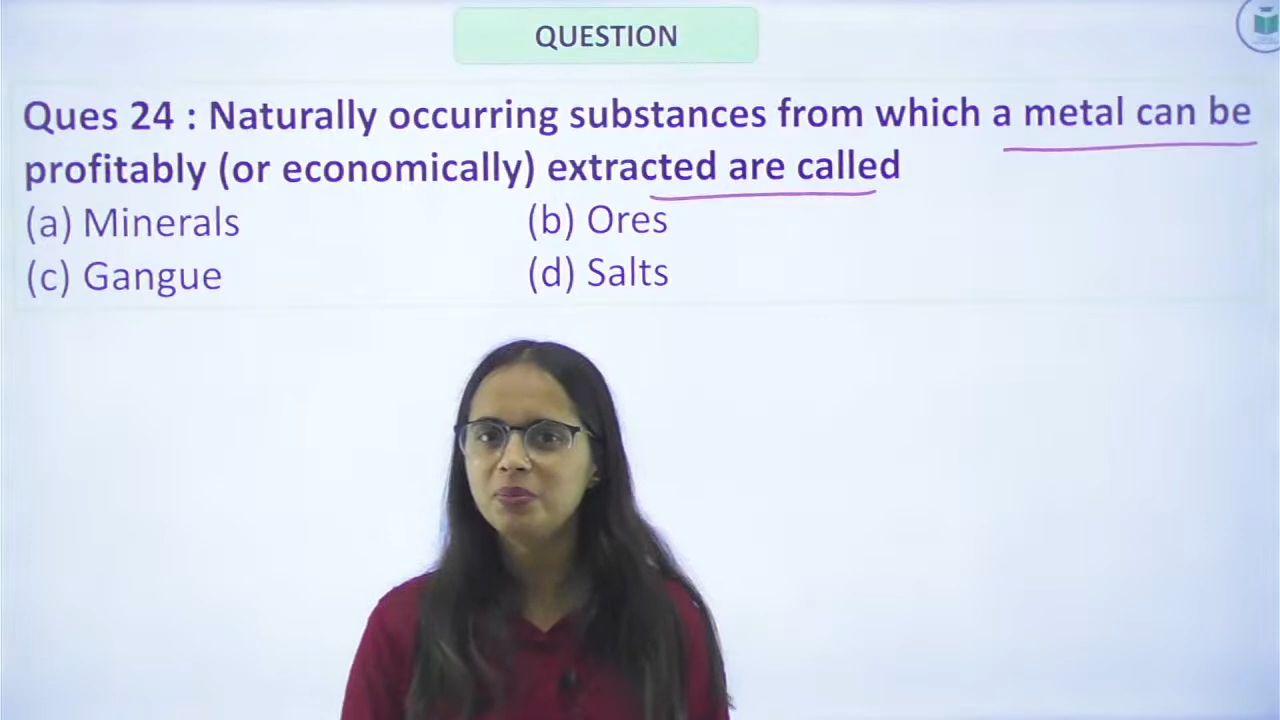 QUESTION
Ques 24 : Naturally occurring substances from which a metal can be
profitably (or economically) extracted are called
(a) Minerals (b) Ores
(c) Gangue (d) Salts